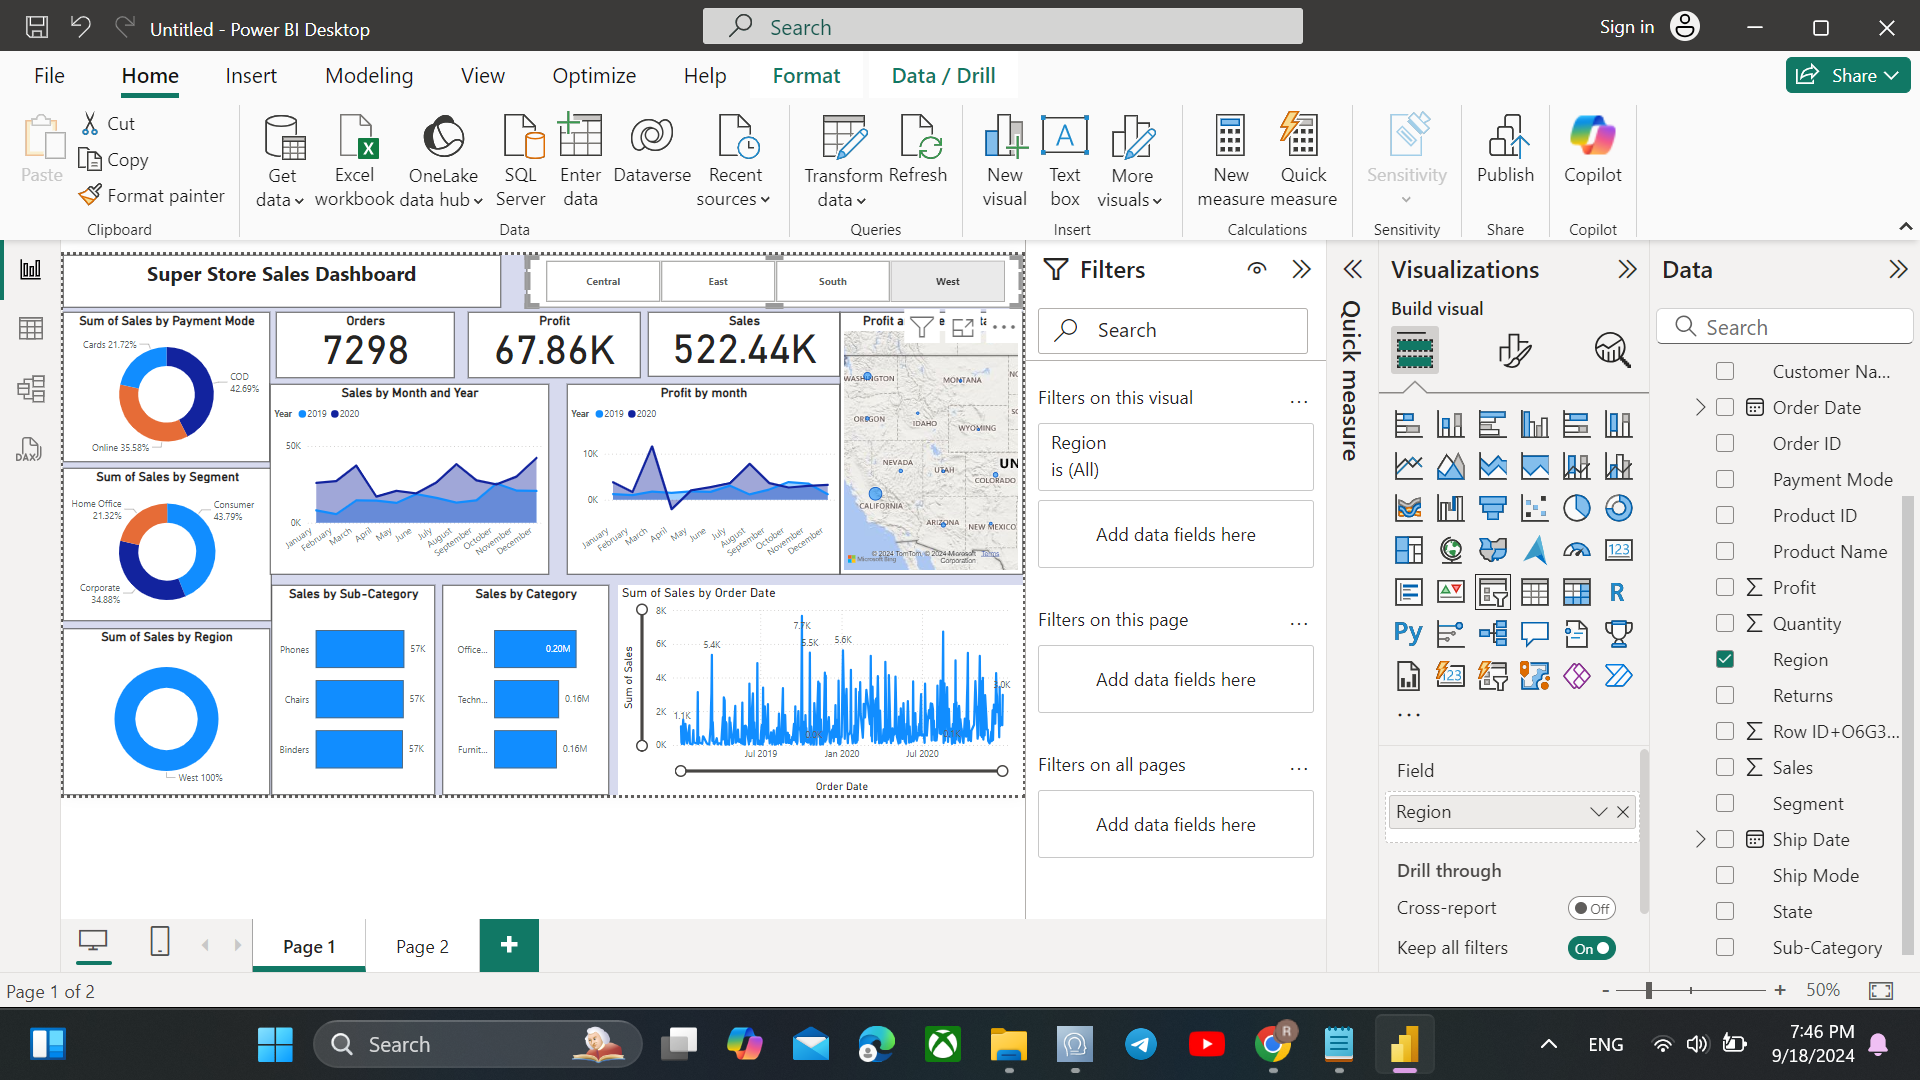 Untitled - Power BI Desktop
Search
Sign in
File
Home
Insert
Modeling
View
Optimize
Help
Format
Data / Drill
Share
Paste
Cut
Copy
Format painter
Clipboard
Get data
Excel workbook
OneLake data hub
SQL Server
Enter data
Dataverse
Recent sources
Data
Transform data
Refresh
Queries
New visual
Text box
More visuals
Insert
New measure
Quick measure
Calculations
Sensitivity
Sensitivity
Publish
Share
Copilot
Copilot
Super Store Sales Dashboard
Central
East
South
West
Sum of Sales by Payment Mode
Cards 21.72%
COD
42.69%
Online 35.58%
Orders
7298
Profit
67.86K
Sales
522.44K
Sales by Month and Year
Year 2019 2020
50K
0K
January
February
March
April
May
June
July
August
September
October
November
December
Profit by month
Year 2019 2020
10K
0K
January
February
March
April
May
June
July
August
September
October
November
December
WASHINGTON
MONTANA
OREGON
IDAHO
WYOMING
NEVADA
UTAH
UN
COLORADO
CALIFORNIA
ARIZONA
NEW MEXICO
© 2024 TomTom, © 2024 Microsoft Corporation Terms
Microsoft Bing
Sum of Sales by Segment
Home Office
21.32%
Consumer
43.79%
Corporate
34.88%
Sum of Sales by Region
West 100%
Sales by Sub-Category
Phones 57K
Chairs 57K
Binders 57K
Sales by Category
Office... 0.20M
Techn... 0.16M
Furnit... 0.16M
Sum of Sales by Order Date
Sum of Sales
8K
6K
4K
2K
0K
1.1K
5.4K
7.7K
5.5K
5.6K
3.0K
Jul 2019
Jan 2020
Jul 2020
Order Date
Filters
Search
Filters on this visual
...
Region
is (All)
Add data fields here
Filters on this page
...
Add data fields here
Filters on all pages
...
Add data fields here
Quick measure
Visualizations
Build visual
123
R
Py
...
Field
Region
Drill through
Cross-report
Off
Keep all filters
On
Data
Search
Customer Na...
Order Date
Order ID
Payment Mode
Product ID
Product Name
Profit
Quantity
Region
Returns
Row ID+O6G3...
Sales
Segment
Ship Date
Ship Mode
State
Sub-Category
Page 1
Page 2
+
Page 1 of 2
- + 50%
Search
ENG
7:46 PM
9/18/2024